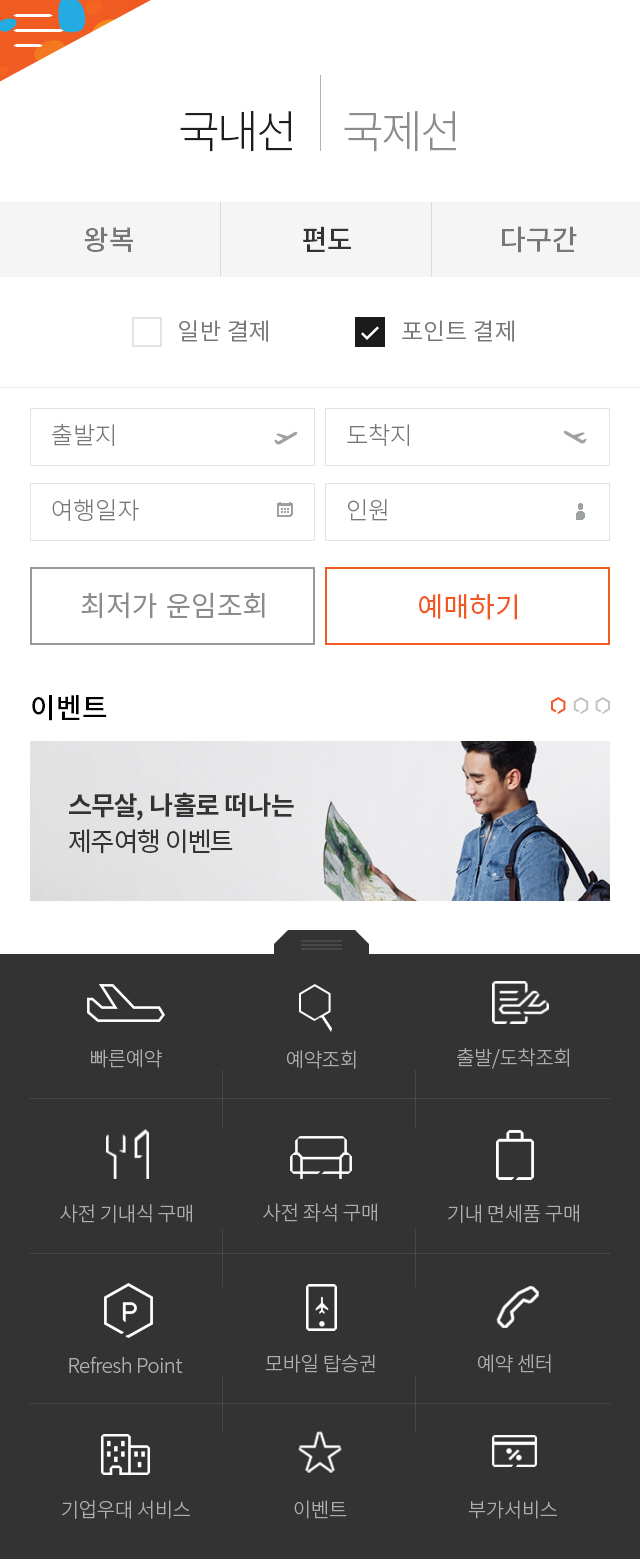 국내선
국제선
왕복
편도
다구간
일반 결제
포인트 결제
출발지
도착지
여행일자
인원
최저가 운임조회
예매하기
이벤트
스무살, 나홀로 떠나는
제주여행 이벤트
빠른예약
예약조회
출발/도착조회
사전 기내식 구매
사전 좌석 구매
기내 면세품 구매
P
Refresh Point
모바일 탑승권
예약 센터
%
기업우대 서비스
이벤트
부가서비스